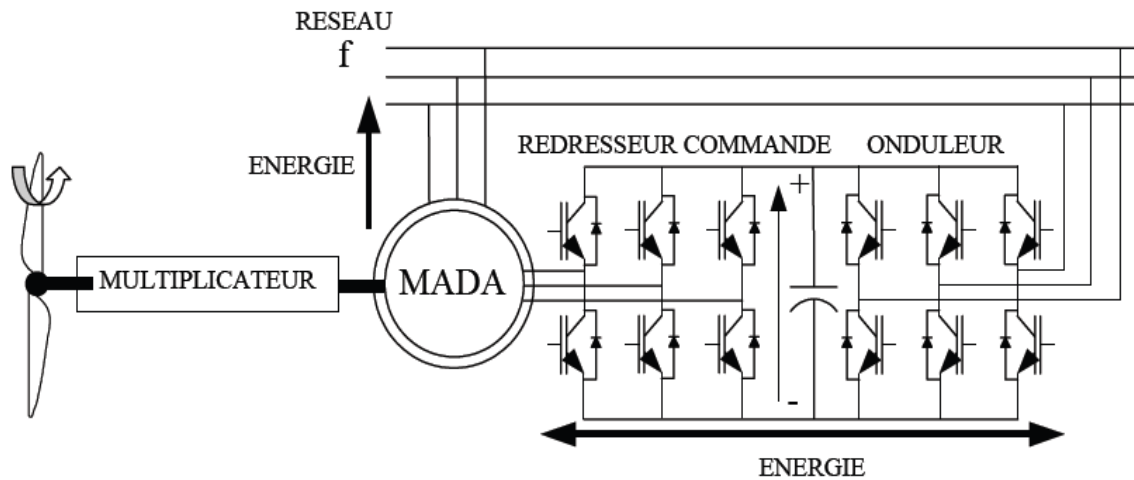 RESEAU
f
ENERGIE
REDRESSEUR COMMANDE
ONDULEUR
+
MULTIPLICATEUR
MADA
-
ENERGIE